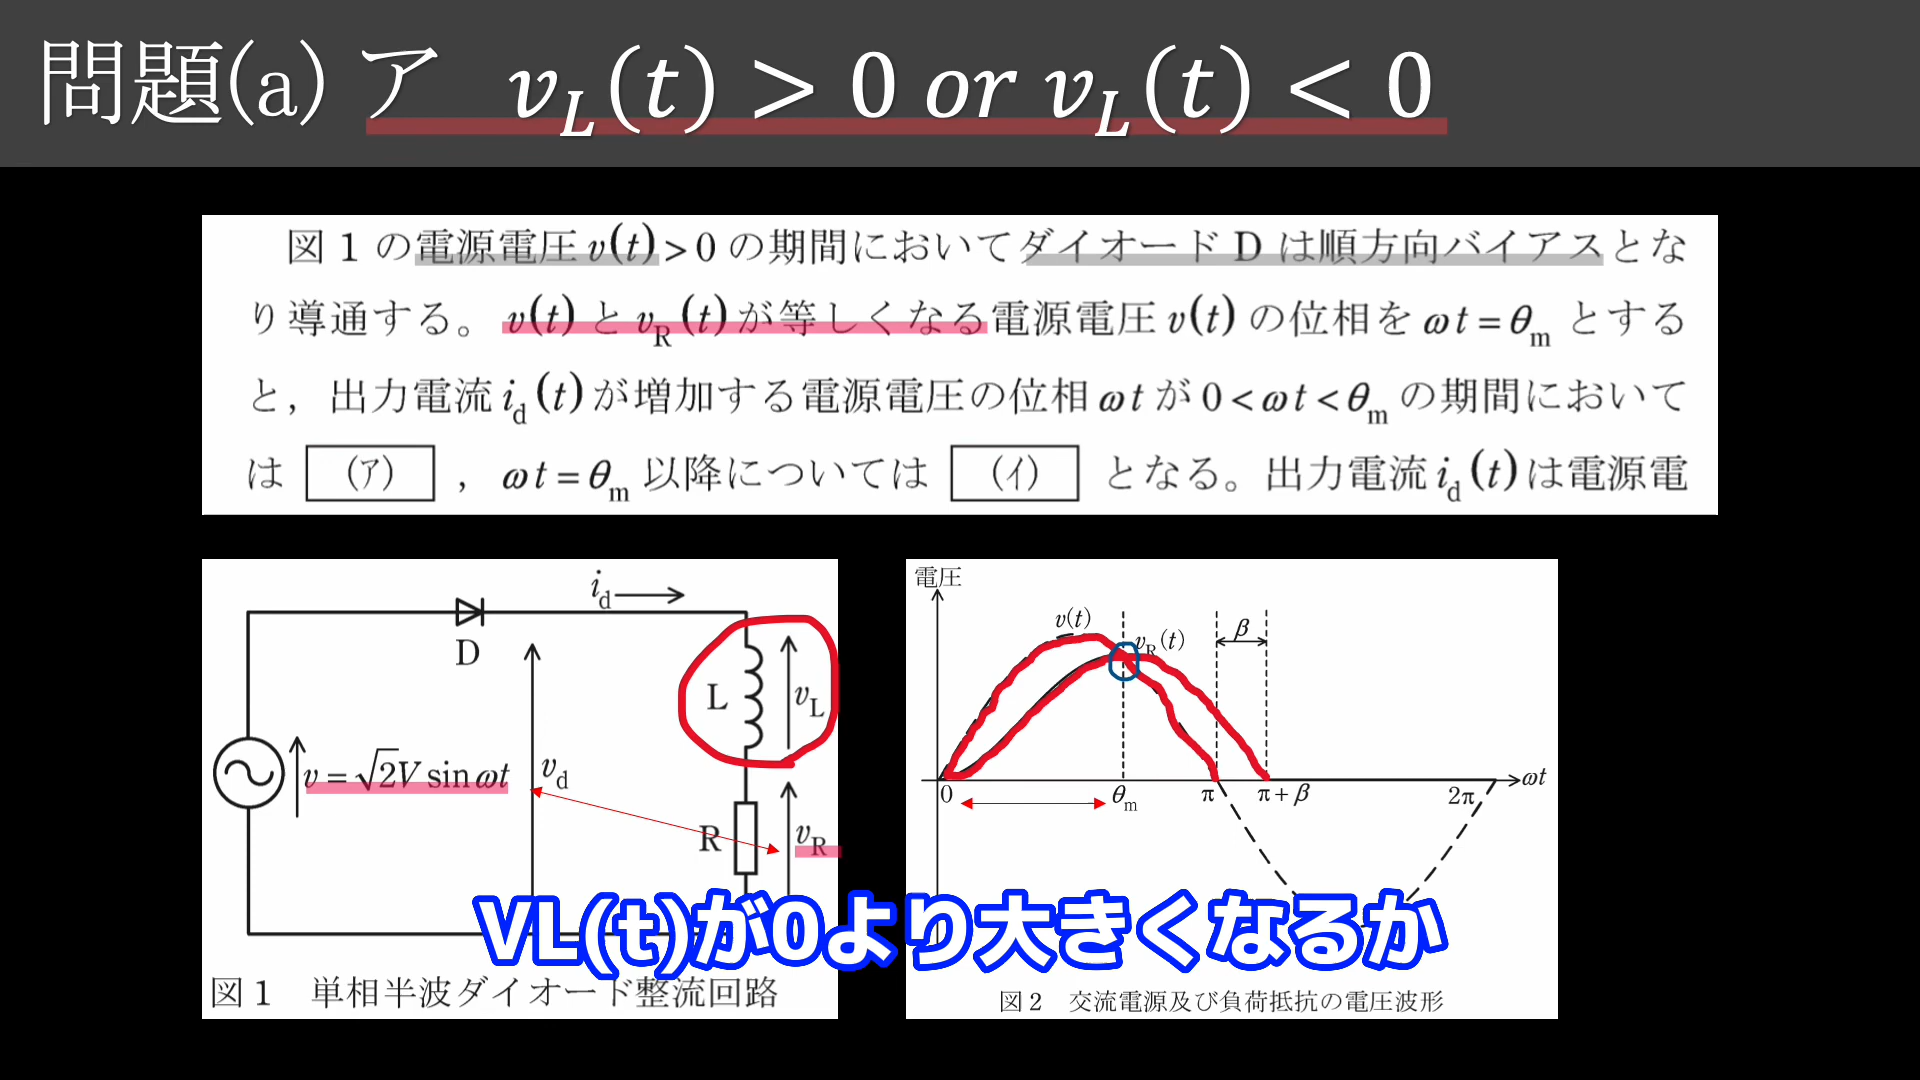 問題(a) ア v_L(t) > 0 or v_L(t) < 0
図 1 の電源電圧 v(t)>0 の期間においてダイオード D は順方向バイアスとな
り導通する。v(t) と v_R(t) が等しくなる電源電圧 v(t) の位相を ωt=θ_m とする
と，出力電流 i_d(t) が増加する電源電圧の位相 ωt が 0<ωt<θ_m の期間において
は (ア) ，ωt=θ_m 以降については (イ) となる。出力電流 i_d(t) は電源電
i_d
D
L
v_L
v=√2V sin ωt
v_d
R
v_R
図 1 単相半波ダイオード整流回路
電圧
v(t)
v_R(t)
β
0
θ_m
π
π+β
2π
ωt
図 2 交流電源及び負荷抵抗の電圧波形
VL(t)が0より大きくなるか